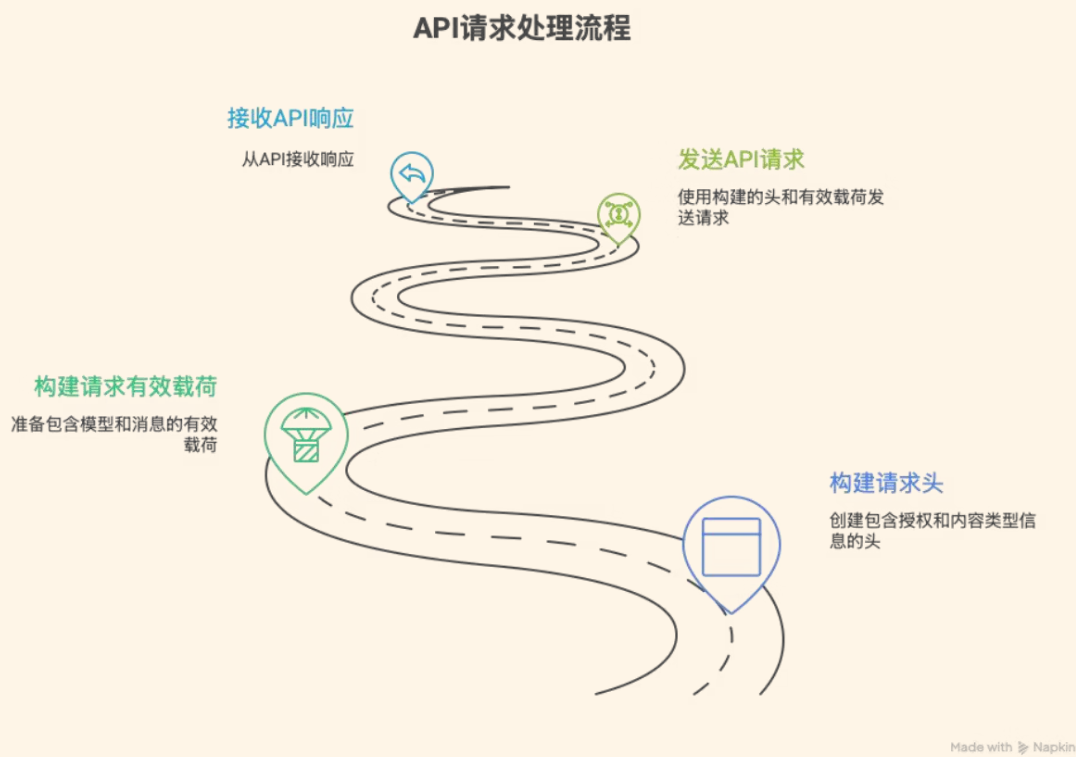 API请求处理流程
接收API响应
从API接收响应
发送API请求
使用构建的头和有效载荷发
送请求
构建请求有效载荷
准备包含模型和消息的有效
载荷
构建请求头
创建包含授权和内容类型信
息的头
Made with Napkin